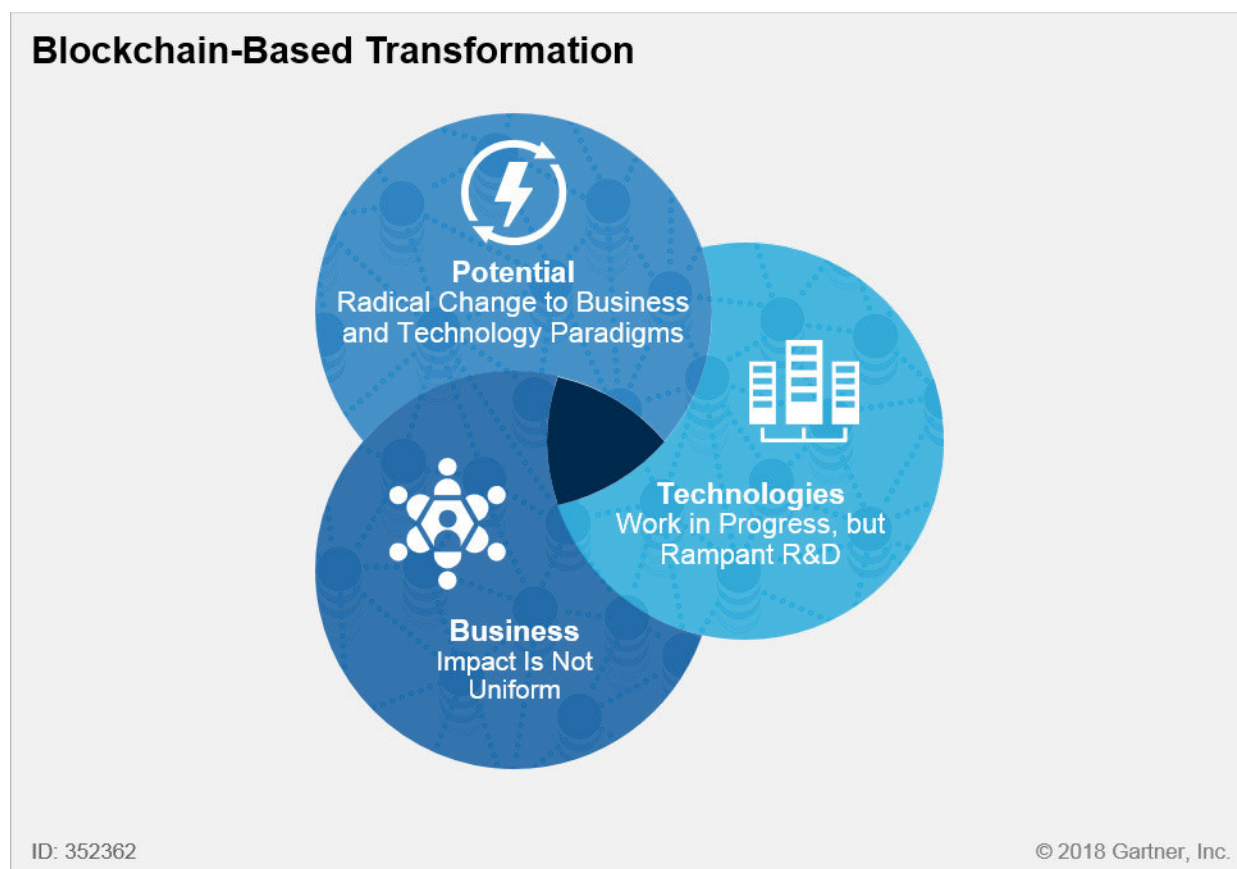 Blockchain-Based Transformation
Potential
Radical Change to Business
and Technology Paradigms
Technologies
Work in Progress, but
Rampant R&D
Business
Impact Is Not
Uniform
ID: 352362
© 2018 Gartner, Inc.